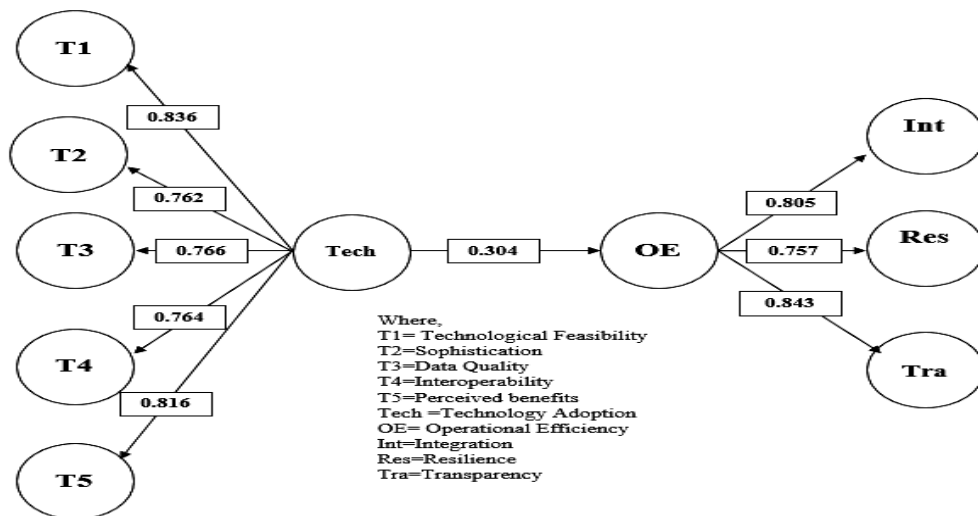 T1
0.836
T2
0.762
T3
0.766
Tech
0.304
OE
T4
0.764
T5
0.816
Int
0.805
Res
0.757
Tra
0.843
Where,
T1= Technological Feasibility
T2=Sophistication
T3=Data Quality
T4=Interoperability
T5=Perceived benefits
Tech =Technology Adoption
OE= Operational Efficiency
Int=Integration
Res=Resilience
Tra=Transparency